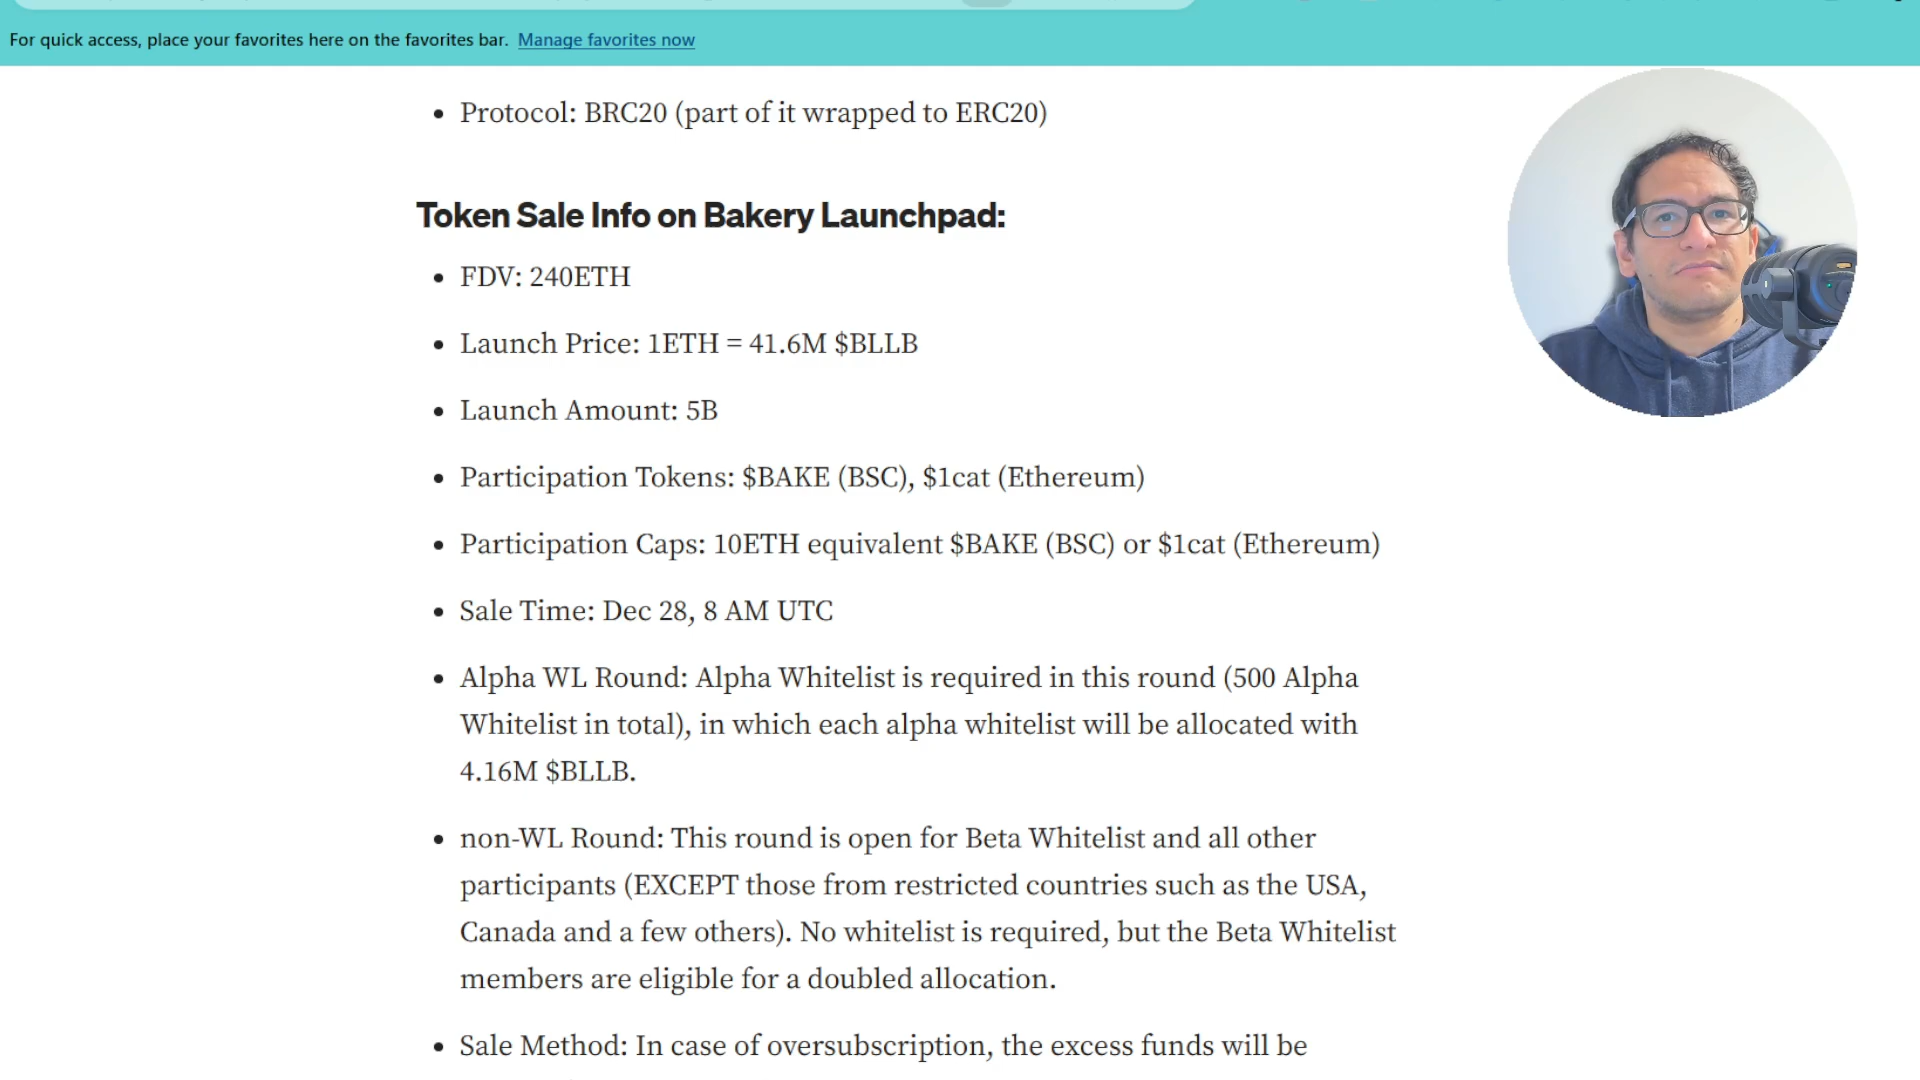 For quick access, place your favorites here on the favorites bar. Manage favorites now
• Protocol: BRC20 (part of it wrapped to ERC20)
Token Sale Info on Bakery Launchpad:
• FDV: 240ETH
• Launch Price: 1ETH = 41.6M $BLLB
• Launch Amount: 5B
• Participation Tokens: $BAKE (BSC), $1cat (Ethereum)
• Participation Caps: 10ETH equivalent $BAKE (BSC) or $1cat (Ethereum)
• Sale Time: Dec 28, 8 AM UTC
• Alpha WL Round: Alpha Whitelist is required in this round (500 Alpha
Whitelist in total), in which each alpha whitelist will be allocated with
4.16M $BLLB.
• non-WL Round: This round is open for Beta Whitelist and all other
participants (EXCEPT those from restricted countries such as the USA,
Canada and a few others). No whitelist is required, but the Beta Whitelist
members are eligible for a doubled allocation.
• Sale Method: In case of oversubscription, the excess funds will be